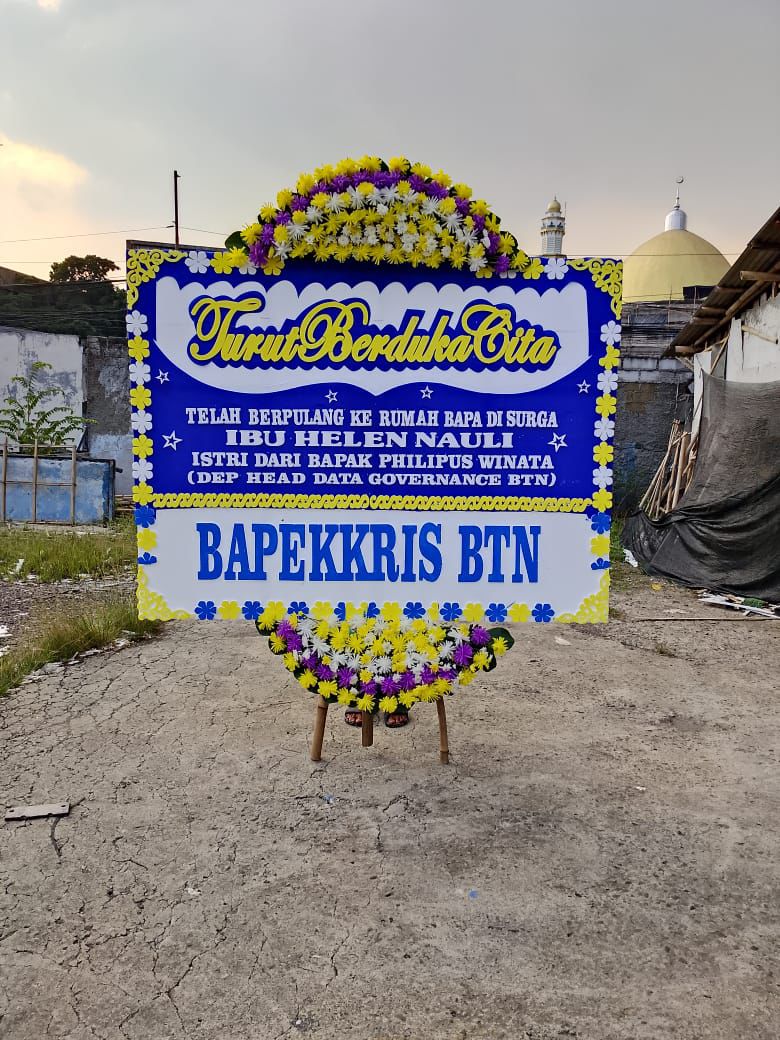 Turut Berduka Cita
TELAH BERPULANG KE RUMAH BAPA DI SURGA
IBU HELEN NAULI
ISTRI DARI BAPAK PHILIPUS WINATA
(DEP HEAD DATA GOVERNANCE BTN)
BAPEKKRIS BTN